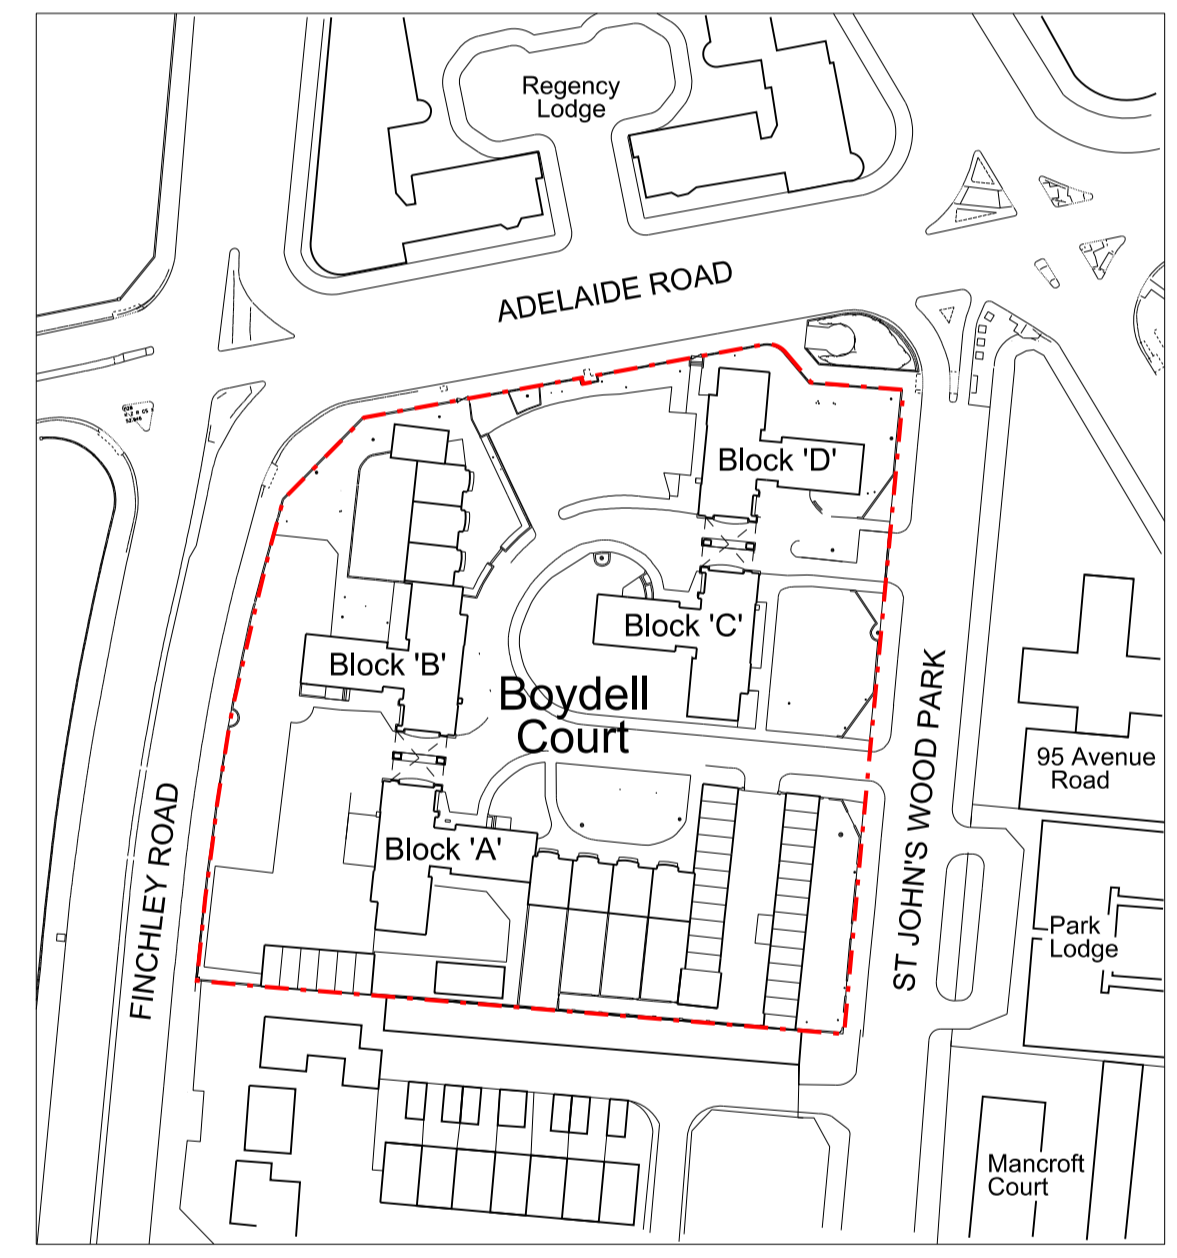 Regency
Lodge
ADELAIDE ROAD
Block 'D'
Block 'C'
Block 'B'
Boydell
Court
95 Avenue
Road
ST JOHN'S WOOD PARK
FINCHLEY ROAD
Block 'A'
Park
Lodge
Mancroft
Court